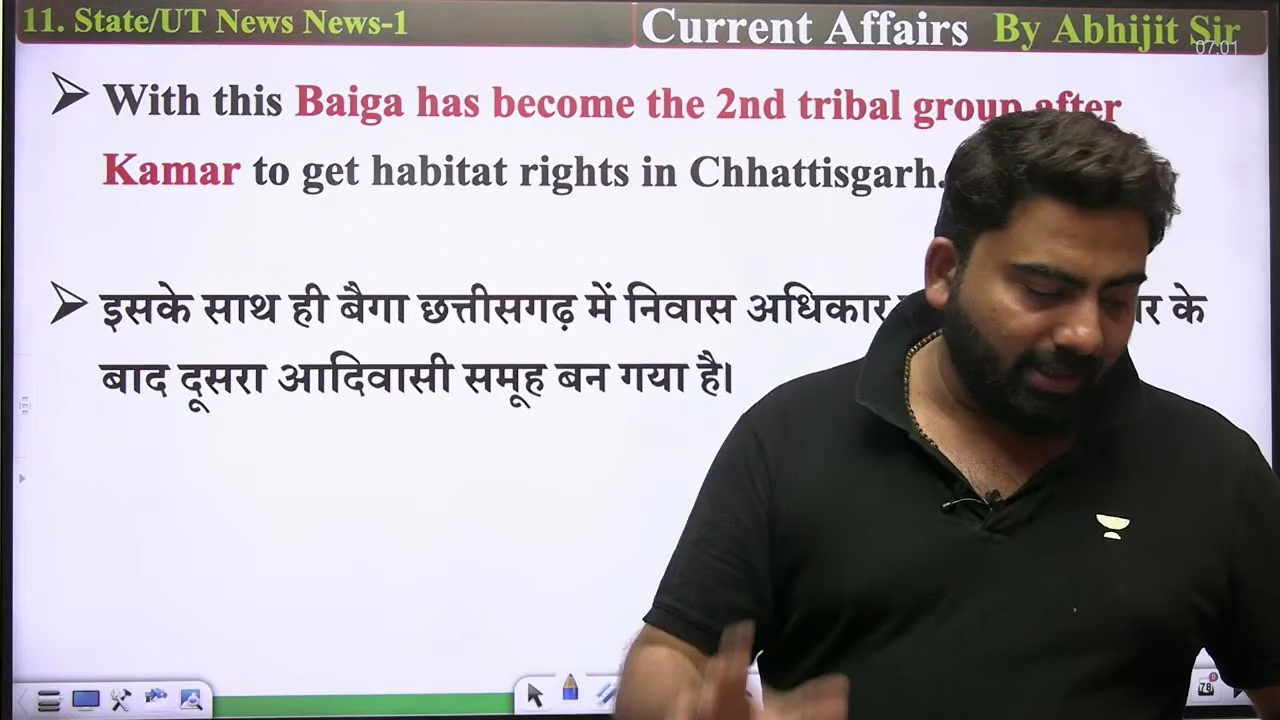 11. State/UT News News-1
Current Affairs By Abhijit Sir
07:01
With this Baiga has become the 2nd tribal group after
Kamar to get habitat rights in Chhattisgarh.
इसके साथ ही बैगा छत्तीसगढ़ में निवास अधिकार के
बाद दूसरा आदिवासी समूह बन गया है।
78